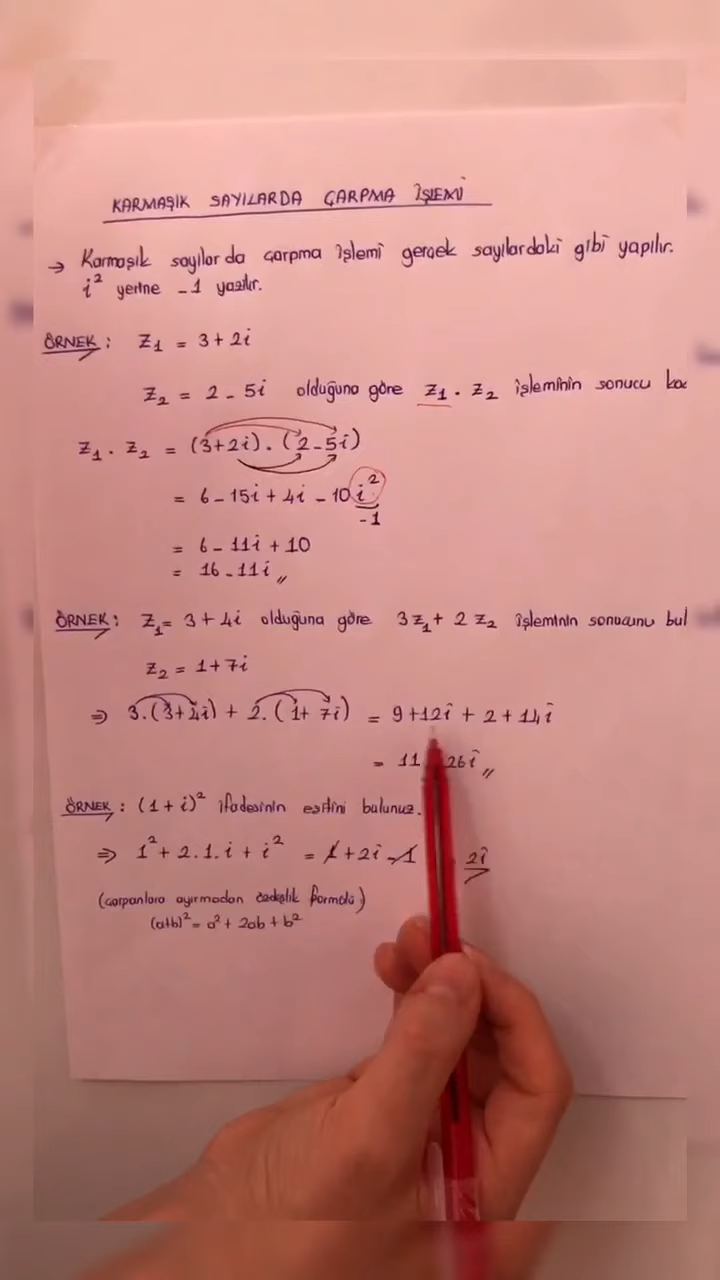 KARMAŞIK SAYILARDA ÇARPMA İŞLEMİ
→ Karmaşık sayılarda çarpma işlemi gerçek sayılardaki gibi yapılır.
i² yerine -1 yazılır.
ÖRNEK: Z₁ = 3+2i
Z₂ = 2-5i olduğuna göre Z₁ . Z₂ işleminin sonucu
Z₁ . Z₂ = (3+2i) . (2-5i)
= 6-15i+4i-10i²
-1
= 6-11i+10
= 16-11i //
ÖRNEK: Z₁= 3+4i olduğuna göre 3z₁+ 2z₂ işleminin sonucunu bul
Z₂ = 1+7i
⇒ 3.(3+4i) + 2.(1+7i) = 9+12i + 2+14i
= 11 26i //
ÖRNEK: (1+i)² ifadesinin eşitini bulunuz.
⇒ 1²+2.1.i+i² = 1+2i-1 2i
(çarpanlara ayırmadan özdeşlik formülü)
(a+b)² = a²+2ab+b²